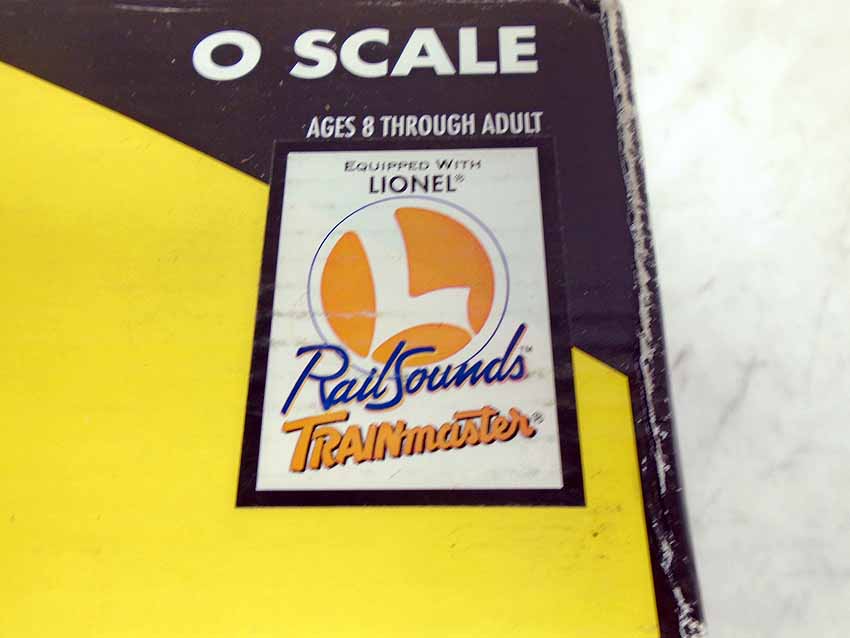 O SCALE
AGES 8 THROUGH ADULT
EQUIPPED WITH
LIONEL®
L
RailSounds™
TRAINmaster®